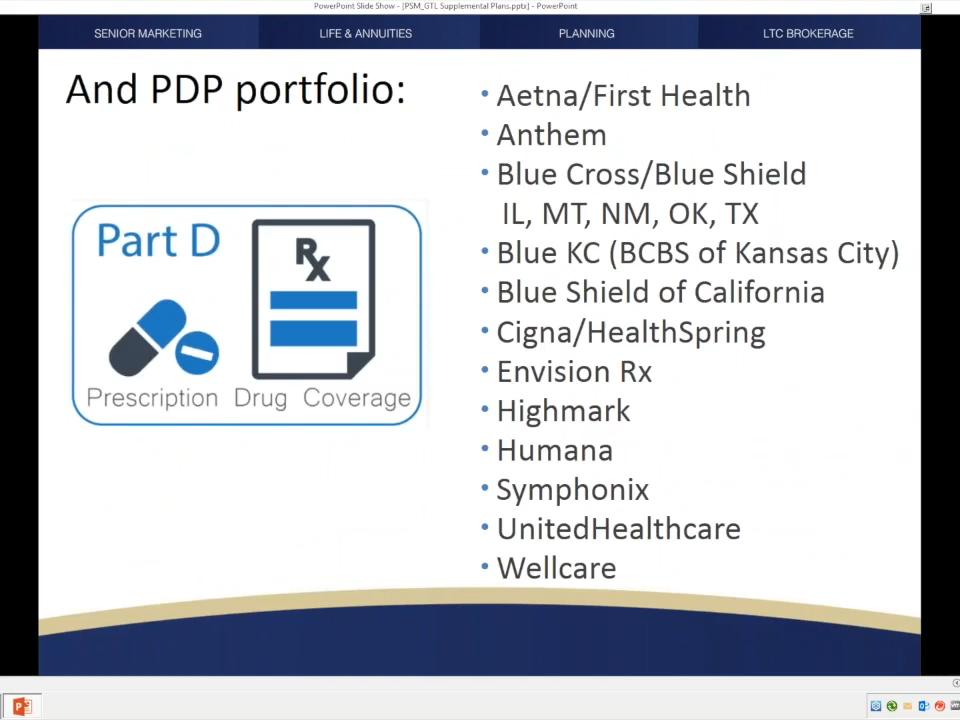 PowerPoint Slide Show - [PSM_GTL Supplemental Plans.pptx] - PowerPoint
SENIOR MARKETING
LIFE & ANNUITIES
PLANNING
LTC BROKERAGE
And PDP portfolio:
Part D
Rx
Prescription Drug Coverage
• Aetna/First Health
• Anthem
• Blue Cross/Blue Shield
IL, MT, NM, OK, TX
• Blue KC (BCBS of Kansas City)
• Blue Shield of California
• Cigna/HealthSpring
• Envision Rx
• Highmark
• Humana
• Symphonix
• UnitedHealthcare
• Wellcare